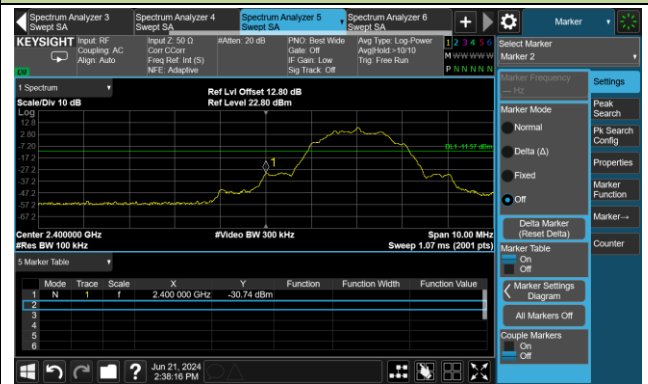 Spectrum Analyzer 3
Swept SA
Spectrum Analyzer 4
Swept SA
Spectrum Analyzer 5
Swept SA
Spectrum Analyzer 6
Swept SA
Marker
KEYSIGHT
Input: RF
Coupling: AC
Align: Auto
Input Z: 50 Ω
Corr CCorr
Freq Ref: Int (S)
NFE: Adaptive
#Atten: 20 dB
PNO: Best Wide
Gate: Off
IF Gain: Low
Sig Track: Off
Avg Type: Log-Power
Avg|Hold:>10/10
Trig: Free Run
1 2 3 4 5 6
M W W W W W
P N N N N N
LW
Select Marker
Marker 2
1 Spectrum
Scale/Div 10 dB
Ref Lvl Offset 12.80 dB
Ref Level 22.80 dBm
Log
12.8
2.80
-7.20
-17.2
-27.2
-37.2
-47.2
-57.2
-67.2
DL1 -11.57 dBm
1
Center 2.400000 GHz
#Res BW 100 kHz
#Video BW 300 kHz
Span 10.00 MHz
Sweep 1.07 ms (2001 pts)
5 Marker Table
Mode Trace Scale X Y Function Function Width Function Value
1 N 1 f 2.400 000 GHz -30.74 dBm
2
3
4
5
6
Marker Frequency
--- Hz
Marker Mode
Normal
Delta (Δ)
Fixed
Off
Delta Marker
(Reset Delta)
Marker Table
On
Off
Marker Settings
Diagram
All Markers Off
Couple Markers
On
Off
Settings
Peak
Search
Pk Search
Config
Properties
Marker
Function
Marker→
Counter
Jun 21, 2024
2:38:16 PM